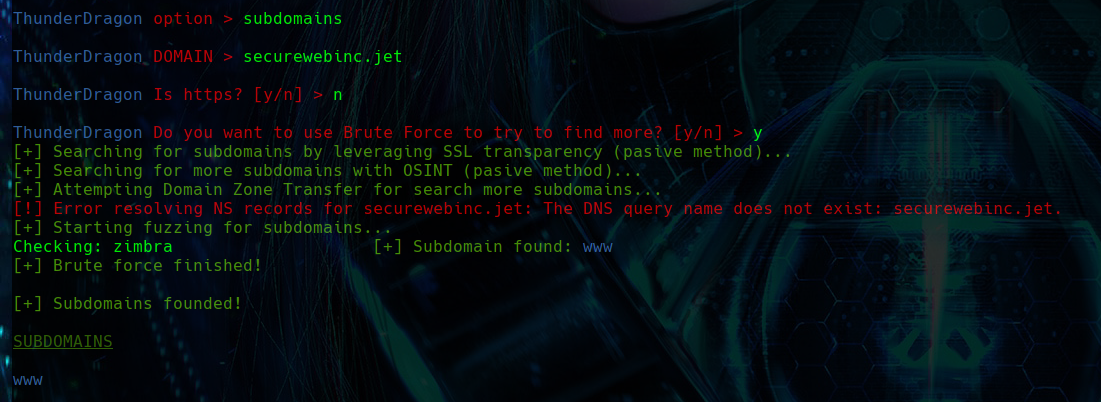 ThunderDragon option > subdomains
ThunderDragon DOMAIN > securewebinc.jet
ThunderDragon Is https? [y/n] > n
ThunderDragon Do you want to use Brute Force to try to find more? [y/n] > y
[+] Searching for subdomains by leveraging SSL transparency (pasive method)...
[+] Searching for more subdomains with OSINT (pasive method)...
[+] Attempting Domain Zone Transfer for search more subdomains...
[!] Error resolving NS records for securewebinc.jet: The DNS query name does not exist: securewebinc.jet.
[+] Starting fuzzing for subdomains...
Checking: zimbra [+] Subdomain found: www
[+] Brute force finished!
[+] Subdomains founded!
SUBDOMAINS
www